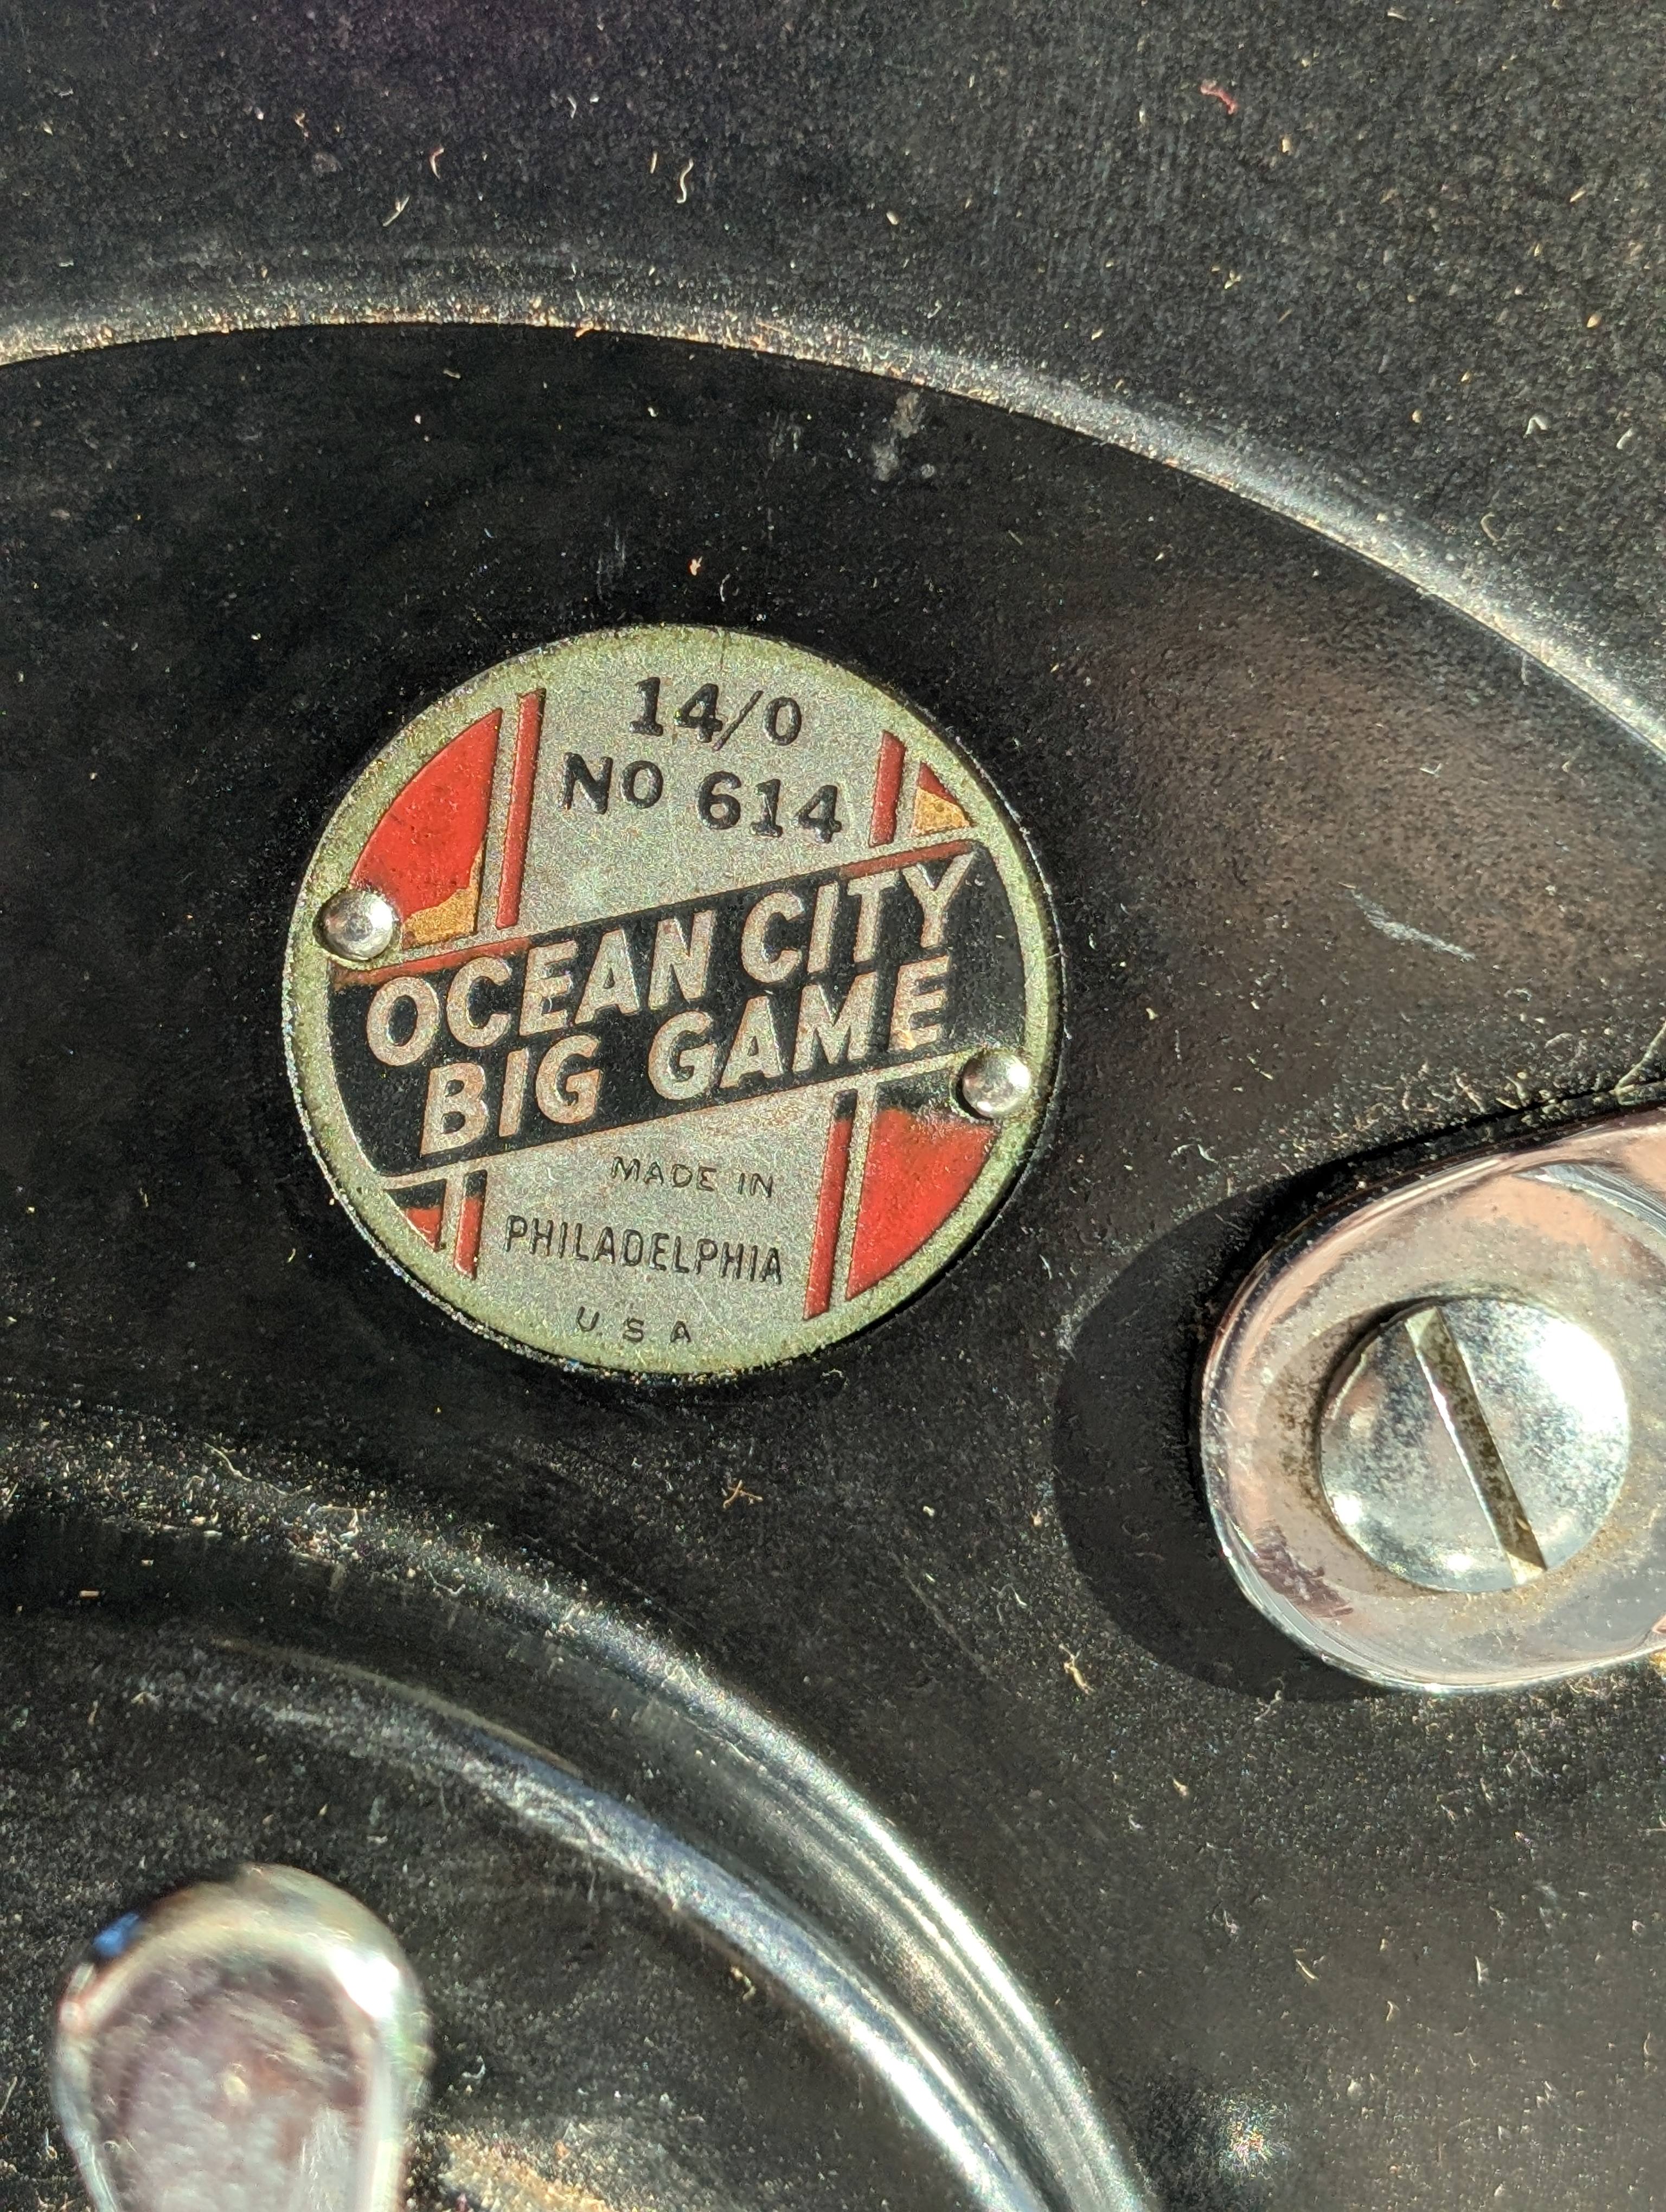 14/0
NO 614
OCEAN CITY
BIG GAME
MADE IN
PHILADELPHIA
U S A